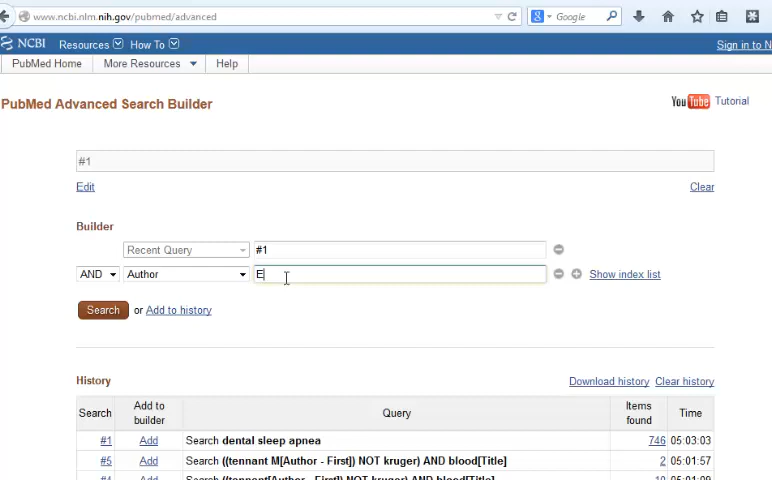 www.ncbi.nlm.nih.gov/pubmed/advanced
Google
NCBI Resources How To Sign in to N
PubMed Home More Resources Help
PubMed Advanced Search Builder
You Tube Tutorial
#1
Edit Clear
Builder
Recent Query #1
AND Author E Show index list
Search or Add to history
History
Download history Clear history
Search Add to builder Query Items found Time
#1 Add Search dental sleep apnea 746 05:03:03
#5 Add Search ((tennant M[Author - First]) NOT kruger) AND blood[Title] 2 05:01:57